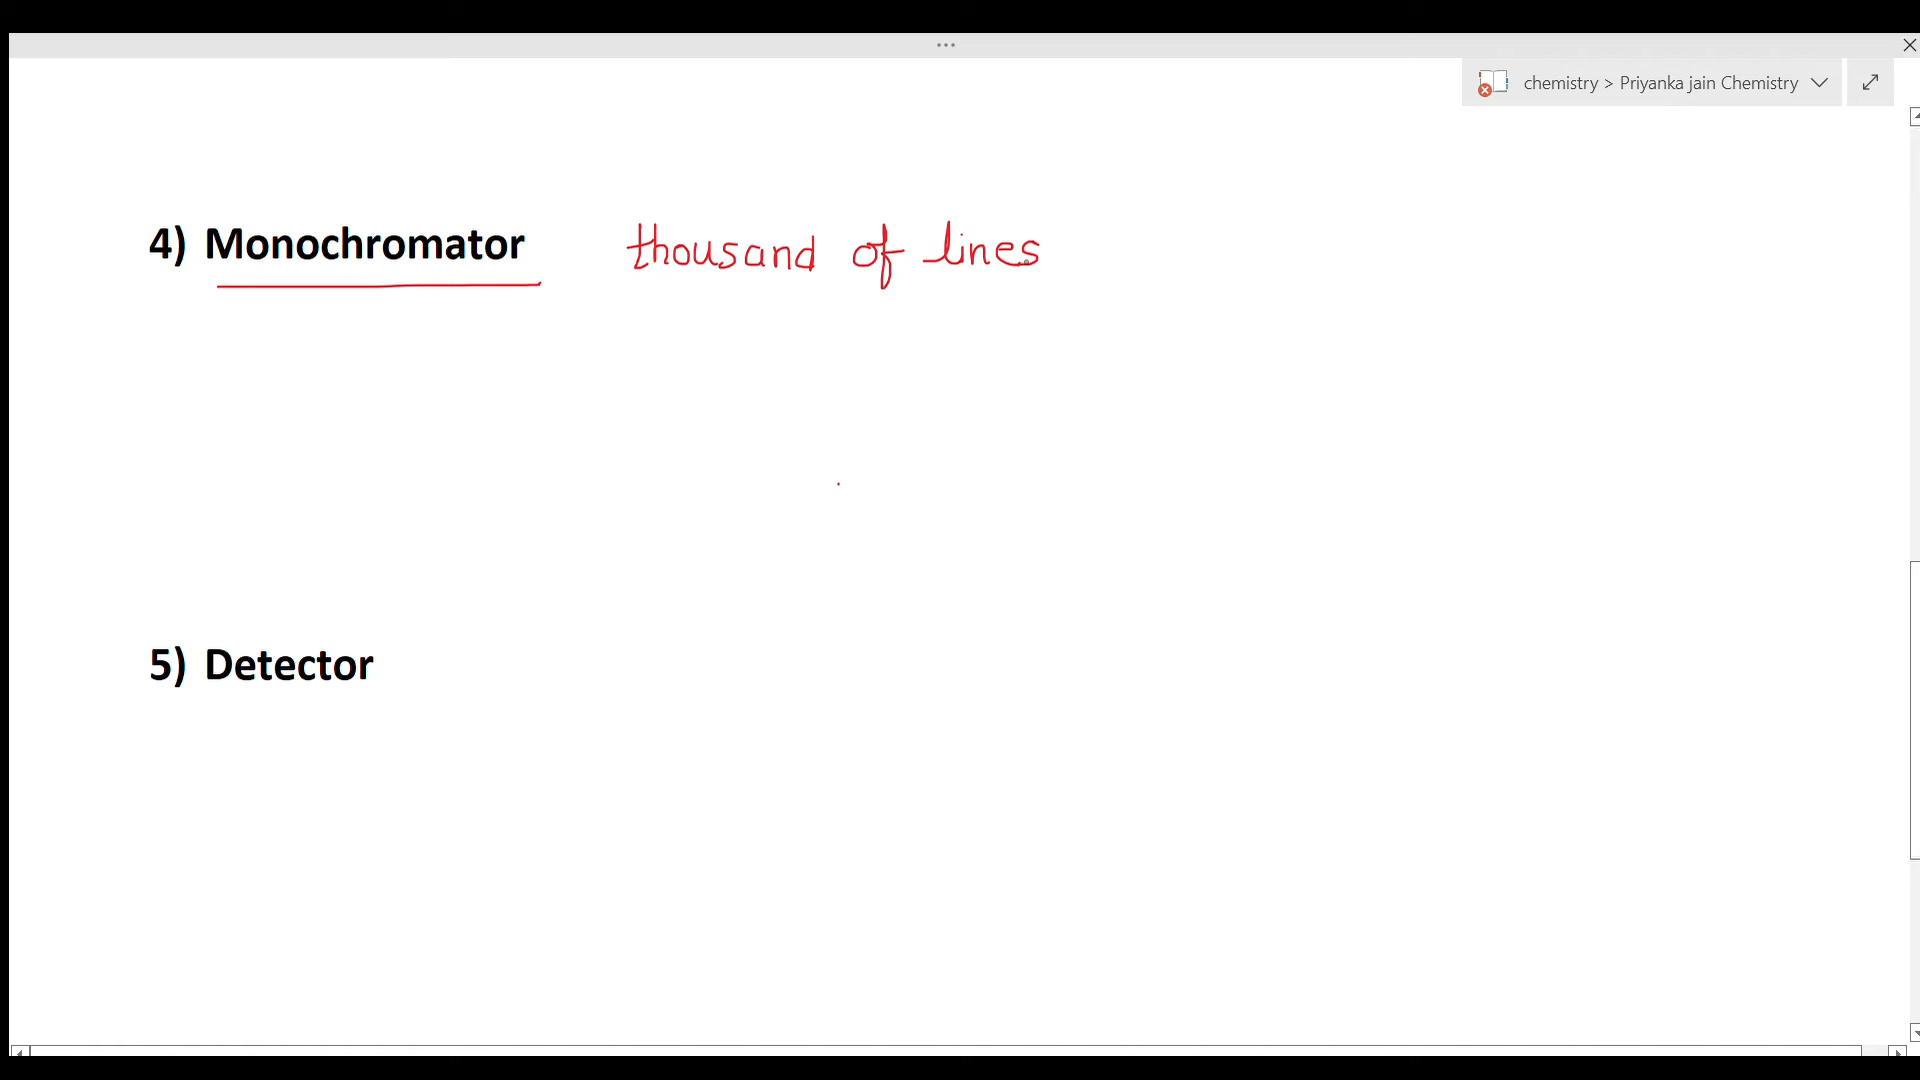 chemistry > Priyanka jain Chemistry
4) Monochromator thousand of lines
5) Detector